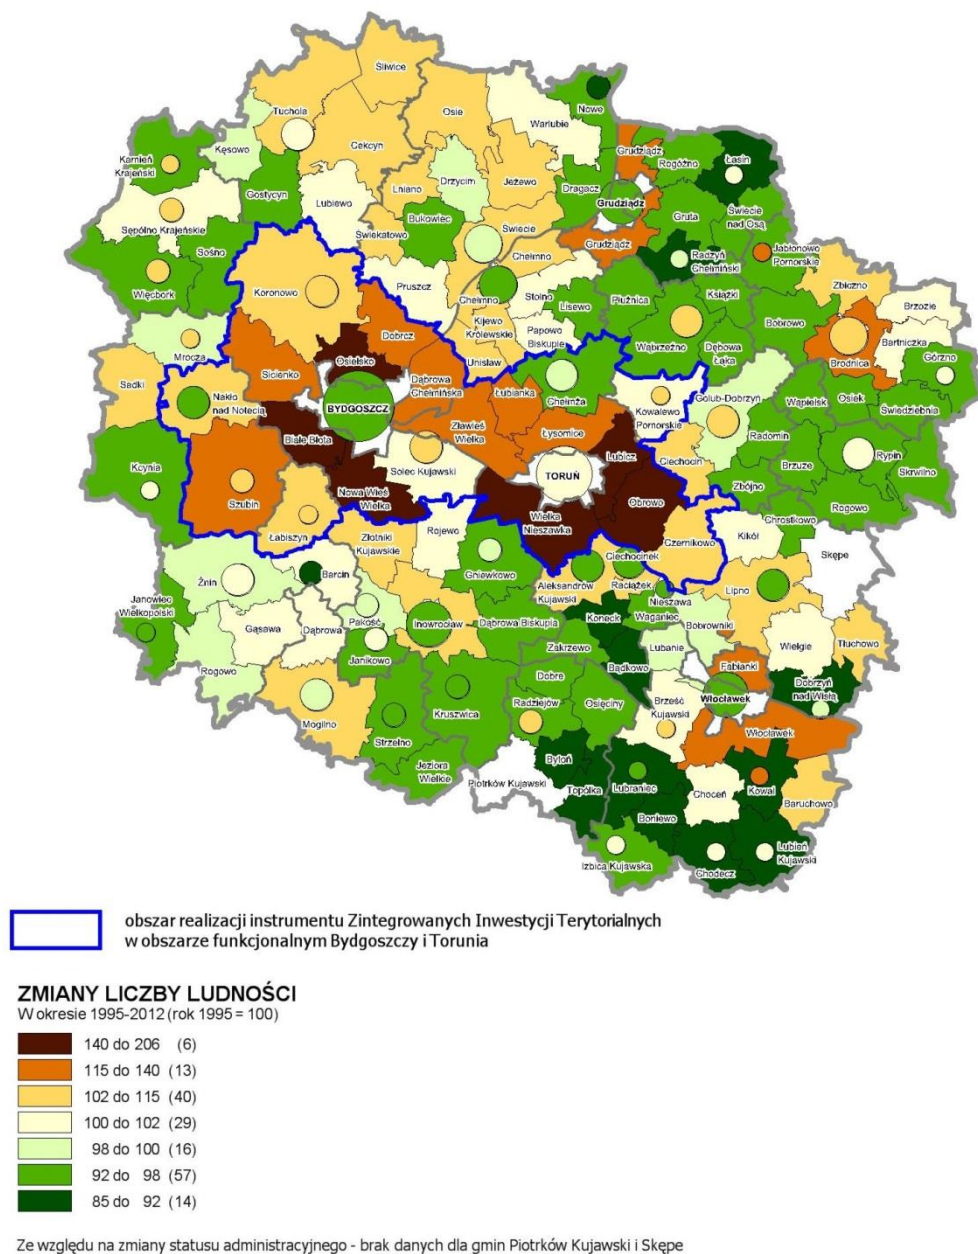 Śliwice
Tuchola
Osie
Nowe
Warlubie
Cekcyn
Kęsowo
Kamień
Krajeński
Grudziądz
Rogóźno
Łasin
Drzycim
Jeżewo
Lniano
Dragacz
Grudziądz
Gostycyn
Lubiewo
Bukowiec
Sępólno Krajeńskie
Świekatowo
Świecie
Gruta
Świecie
nad Osą
Sośno
Grudziądz
Chełmno
Radzyń
Chełmiński
Jabłonowo
Pomorskie
Więcbork
Koronowo
Pruszcz
Chełmno
Stolno
Lisewo
Płużnica
Książki
Zbiczno
Brzozie
Bobrowo
Bartniczka
Dobrcz
Kijewo
Królewskie
Papowo
Biskupie
Wąbrzeźno
Dębowa
Łąka
Brodnica
Górzno
Mrocza
Osielsko
Unisław
Sadki
Sicienko
Dąbrowa
Chełmińska
Chełmża
Nakło
nad Notecią
BYDGOSZCZ
Łubianka
Kowalewo
Pomorskie
Golub-Dobrzyń
Wąpielsk
Osiek
Świedziebnia
Zławieś
Wielka
Łysomice
Białe Błota
Radomin
Rypin
Solec Kujawski
Lubicz
Ciechocin
Brzuze
Skrwilno
Kcynia
TORUŃ
Szubin
Nowa Wieś
Wielka
Obrowo
Zbójno
Rogowo
Wielka
Nieszawka
Łabiszyn
Złotniki
Kujawskie
Rojewo
Czernikowo
Chrostkowo
Kikół
Skępe
Ciechocinek
Żnin
Barcin
Gniewkowo
Aleksandrów
Kujawski
Raciążek
Lipno
Janowiec
Wielkopolski
Nieszawa
Waganiec
Bobrowniki
Pakość
Inowrocław
Koneck
Gąsawa
Dąbrowa
Dąbrowa Biskupia
Tłuchowo
Wielgie
Janikowo
Zakrzewo
Lubanie
Bądkowo
Fabianki
Rogowo
Dobre
Dobrzyń
nad Wisłą
Włocławek
Mogilno
Kruszwica
Radziejów
Osięciny
Brześć
Kujawski
Strzelno
Włocławek
Jeziora
Wielkie
Bytoń
Piotrków Kujawski
Topólka
Lubraniec
Choceń
Kowal
Baruchowo
Boniewo
Lubień
Kujawski
Izbica Kujawska
Chodecz
obszar realizacji instrumentu Zintegrowanych Inwestycji Terytorialnych
w obszarze funkcjonalnym Bydgoszczy i Torunia
ZMIANY LICZBY LUDNOŚCI
W okresie 1995-2012 (rok 1995 = 100)
140 do 206 (6)
115 do 140 (13)
102 do 115 (40)
100 do 102 (29)
98 do 100 (16)
92 do 98 (57)
85 do 92 (14)
Ze względu na zmiany statusu administracyjnego - brak danych dla gmin Piotrków Kujawski i Skępe